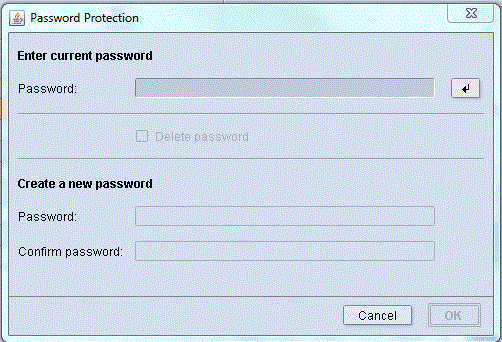 Password Protection
Enter current password
Password:
Delete password
Create a new password
Password:
Confirm password:
Cancel OK